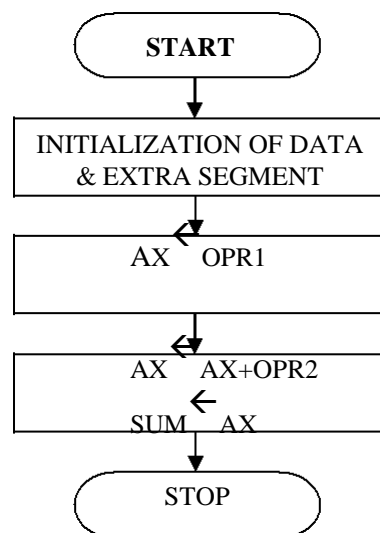 START
INITIALIZATION OF DATA
& EXTRA SEGMENT
AX ← OPR1
AX ← AX+OPR2
SUM ← AX
STOP